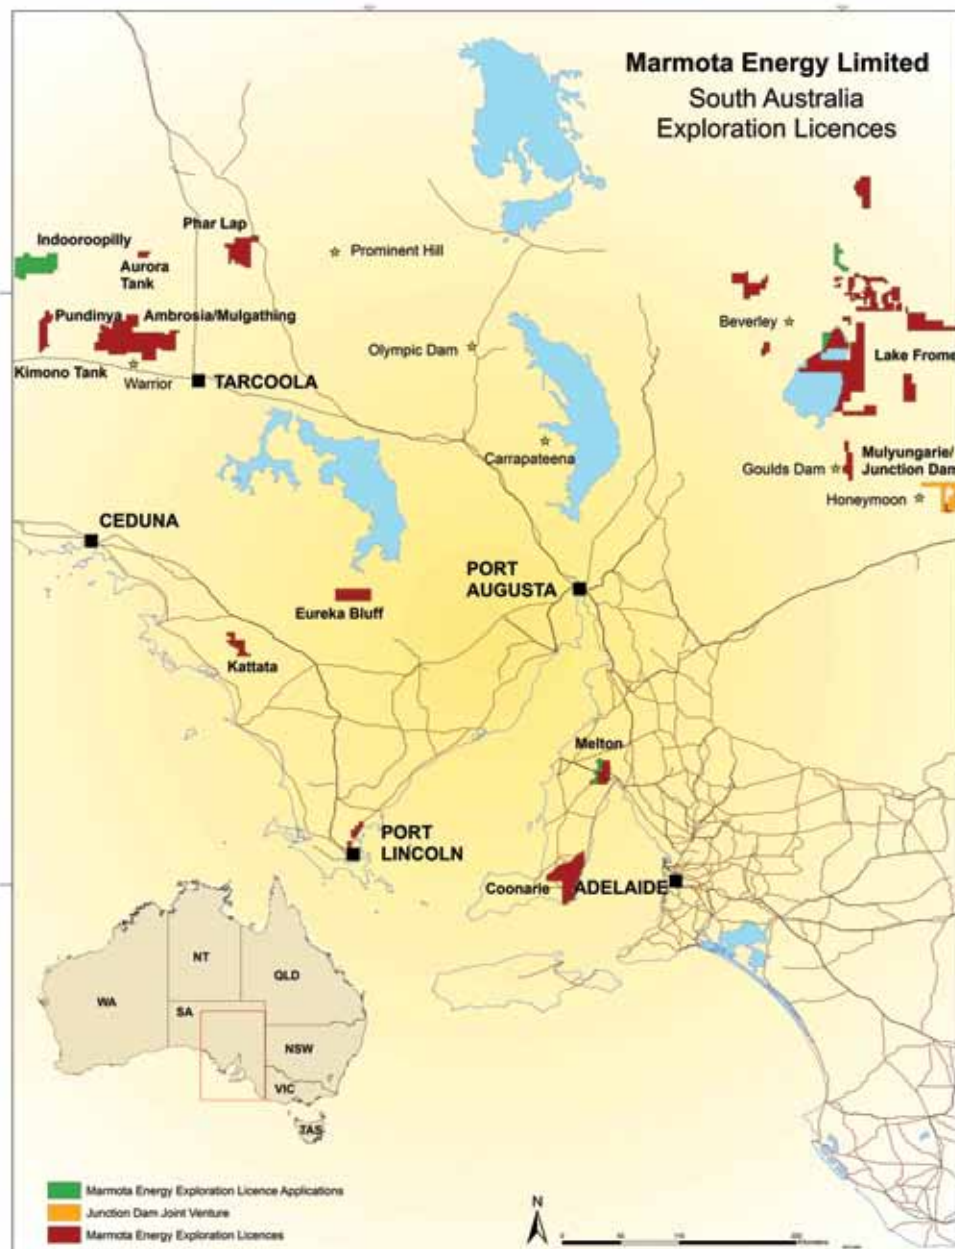 Marmota Energy Limited
South Australia
Exploration Licences
Phar Lap
Indooroopilly
Aurora
Tank
Prominent Hill
Pundinya
Ambrosia/Mulgathing
Beverley
Olympic Dam
Lake Frome
Kimono Tank
Warrior
TARCOOLA
Carrapateena
Mulyungarie/
Goulds Dam
Junction Dam
Honeymoon
CEDUNA
PORT
AUGUSTA
Eureka Bluff
Kattata
Melton
PORT
LINCOLN
Coonarie
ADELAIDE
NT
QLD
WA
SA
NSW
VIC
TAS
Marmota Energy Exploration Licence Applications
Junction Dam Joint Venture
Marmota Energy Exploration Licences
N
0